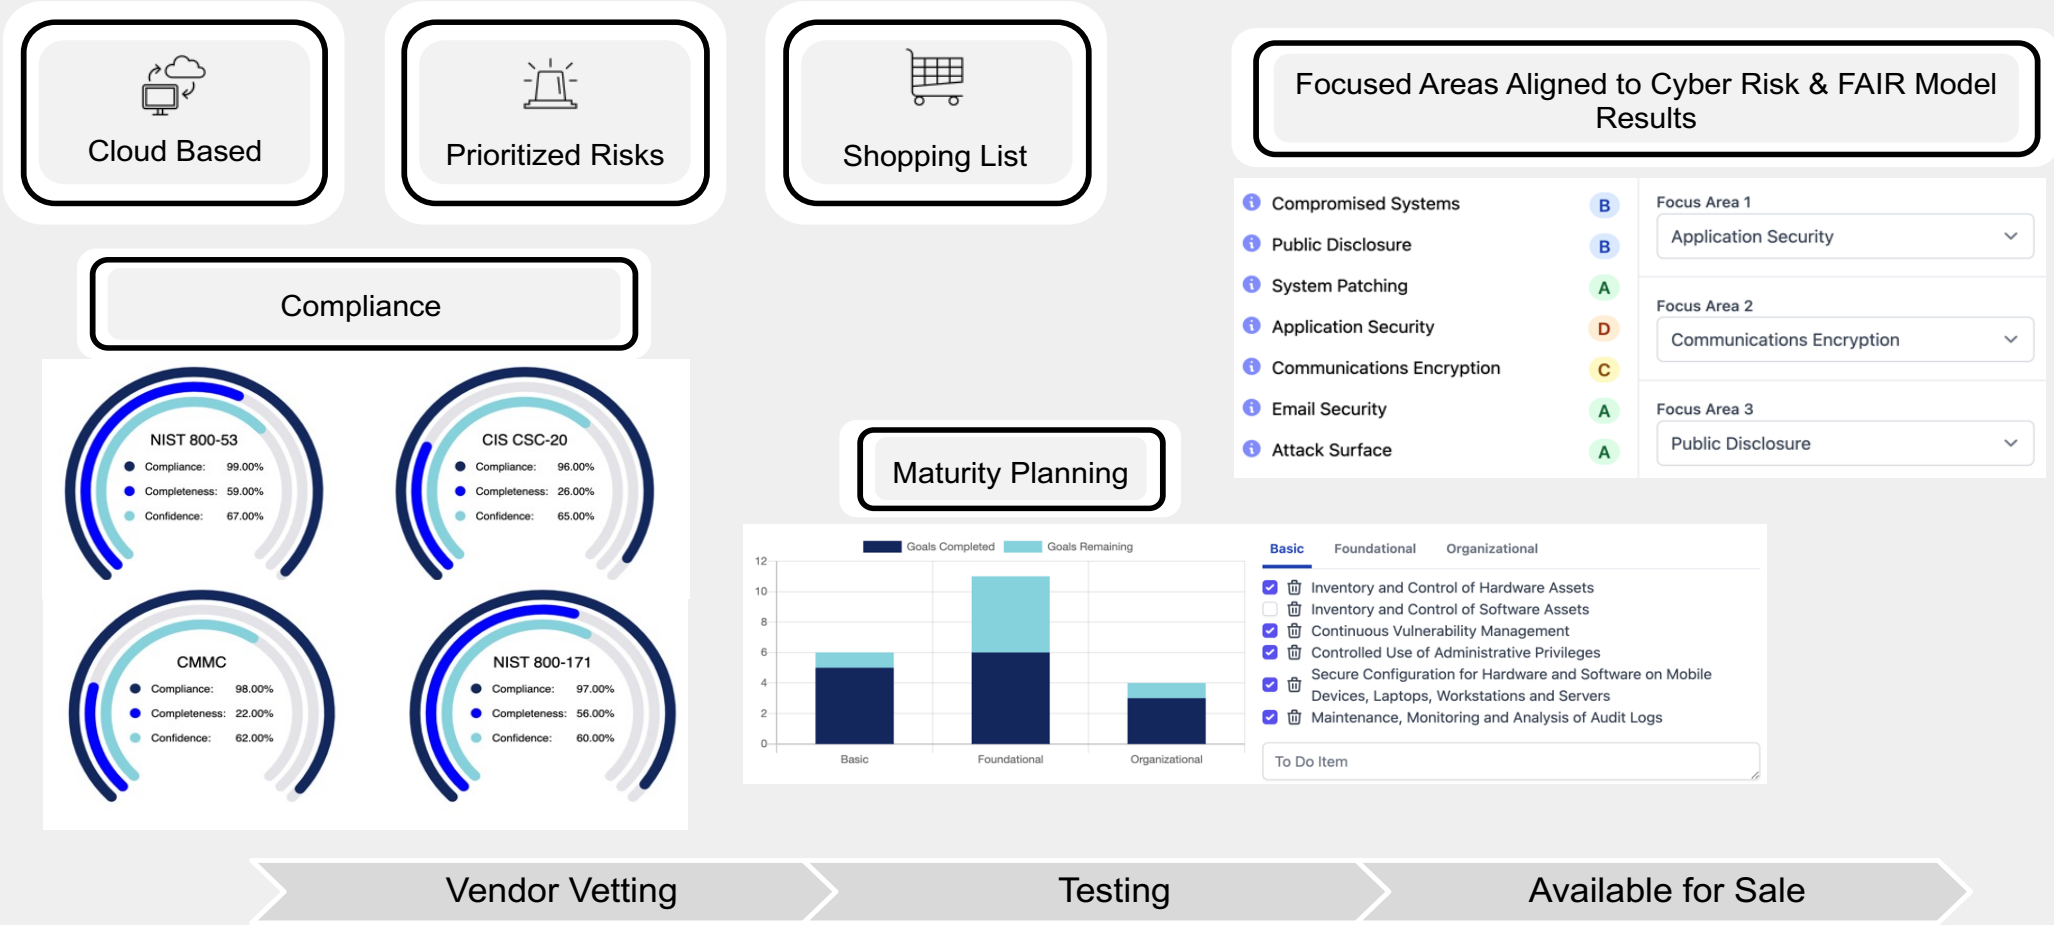 Cloud Based
Prioritized Risks
Shopping List
Focused Areas Aligned to Cyber Risk & FAIR Model
Results
Compromised Systems B
Public Disclosure B
System Patching A
Application Security D
Communications Encryption C
Email Security A
Attack Surface A
Focus Area 1
Application Security
Focus Area 2
Communications Encryption
Focus Area 3
Public Disclosure
Compliance
NIST 800-53
Compliance: 99.00%
Completeness: 59.00%
Confidence: 67.00%
CIS CSC-20
Compliance: 96.00%
Completeness: 26.00%
Confidence: 65.00%
CMMC
Compliance: 98.00%
Completeness: 22.00%
Confidence: 62.00%
NIST 800-171
Compliance: 97.00%
Completeness: 56.00%
Confidence: 60.00%
Maturity Planning
Goals Completed Goals Remaining
12
10
8
6
4
2
0
Basic Foundational Organizational
Basic Foundational Organizational
Inventory and Control of Hardware Assets
Inventory and Control of Software Assets
Continuous Vulnerability Management
Controlled Use of Administrative Privileges
Secure Configuration for Hardware and Software on Mobile
Devices, Laptops, Workstations and Servers
Maintenance, Monitoring and Analysis of Audit Logs
To Do Item
Vendor Vetting
Testing
Available for Sale